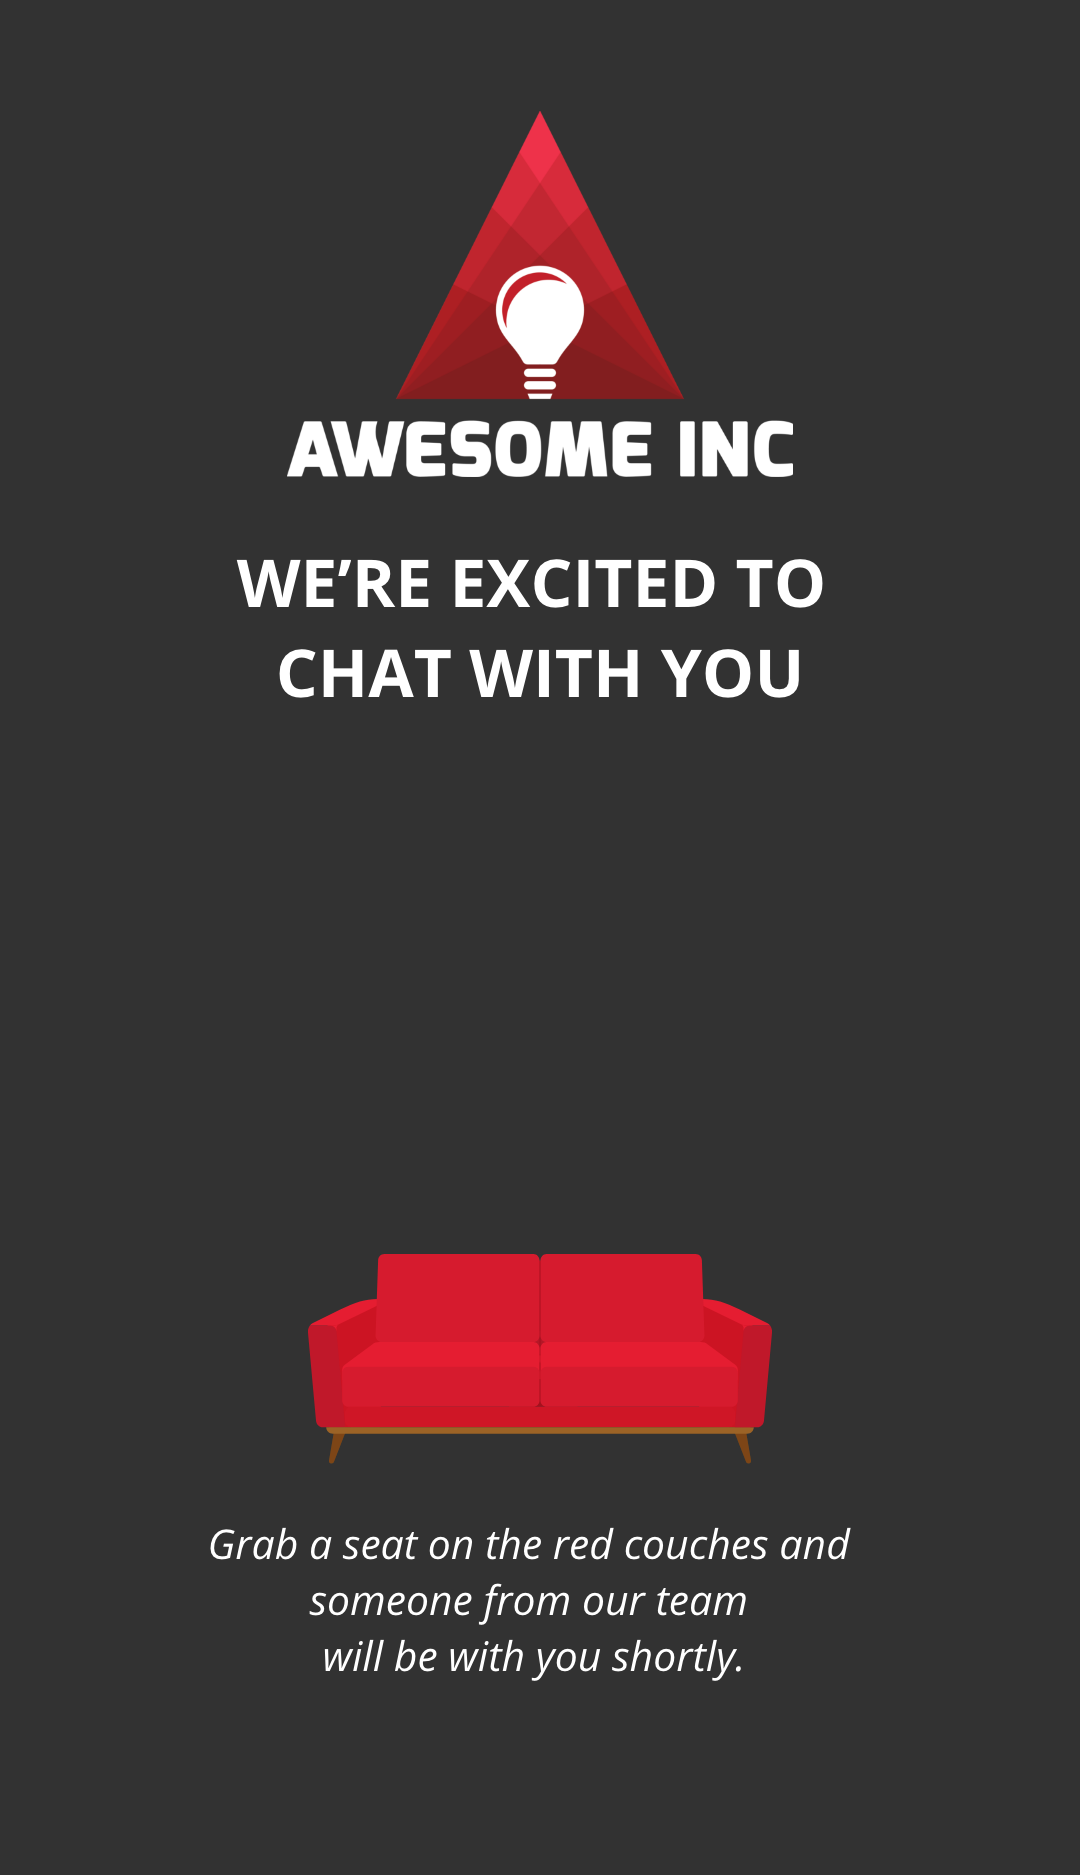 AWESOME INC
WE’RE EXCITED TO
CHAT WITH YOU
Grab a seat on the red couches and
someone from our team
will be with you shortly.